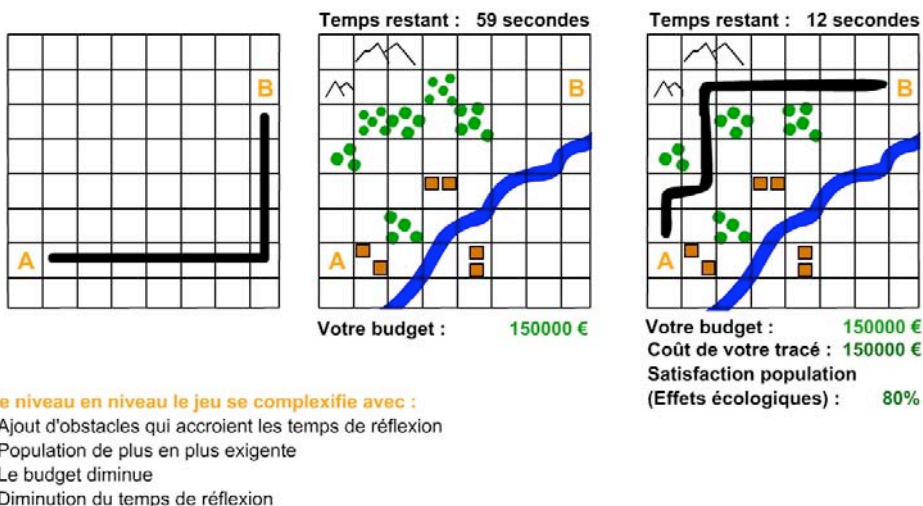 Temps restant : 59 secondes
Temps restant : 12 secondes
B
B
B
A
A
A
Votre budget : 150000 €
Votre budget : 150000 €
Coût de votre tracé : 150000 €
Satisfaction population
(Effets écologiques) : 80%
e niveau en niveau le jeu se complexifie avec :
Ajout d'obstacles qui accroient les temps de réflexion
Population de plus en plus exigente
Le budget diminue
Diminution du temps de réflexion